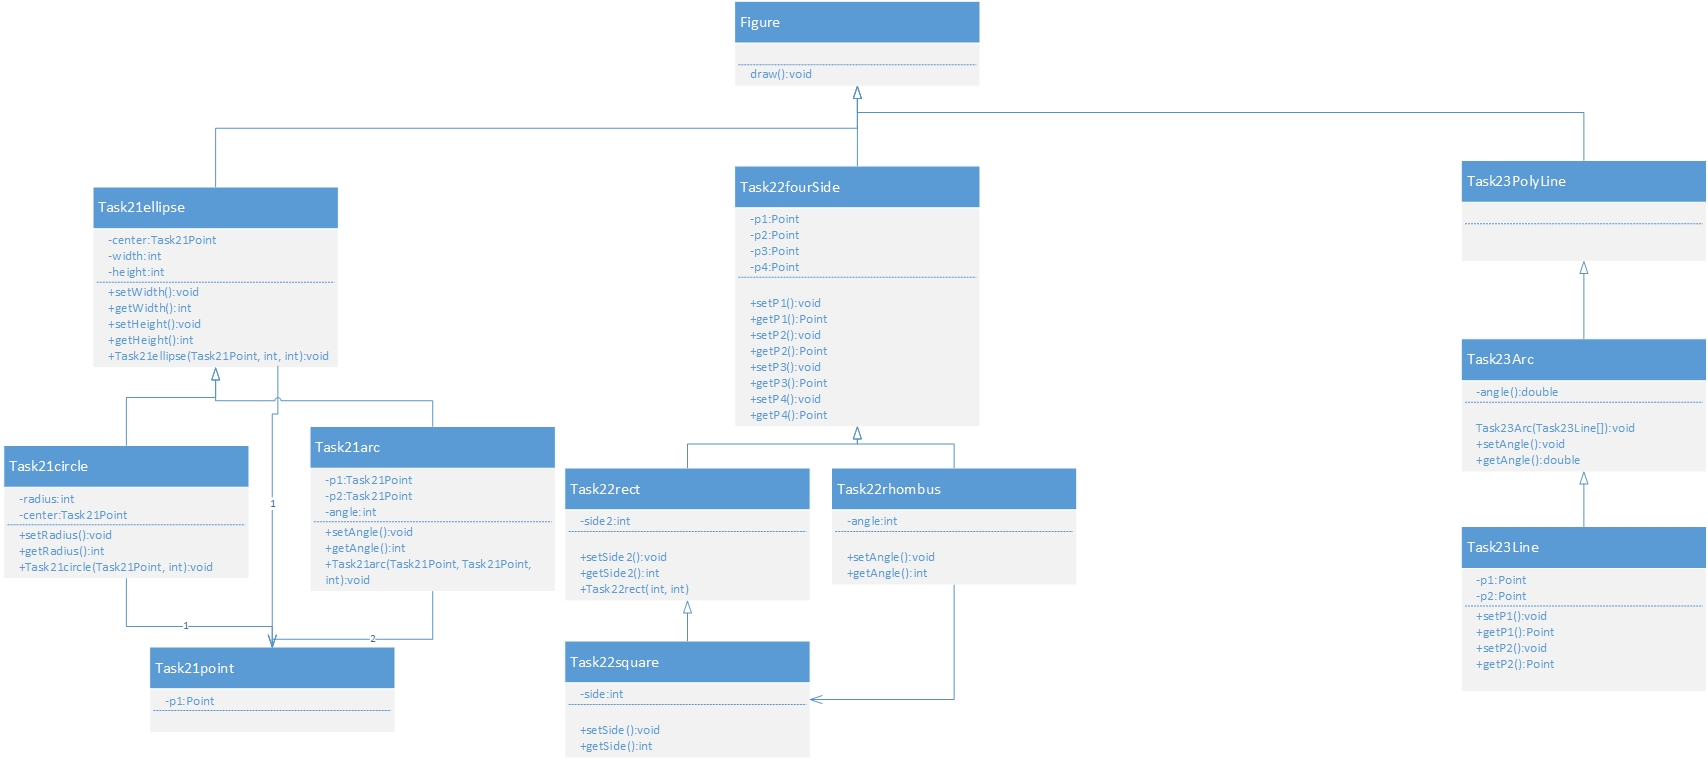 Figure
draw():void
Task21ellipse
-center:Task21Point
-width:int
-height:int
+setWidth():void
+getWidth():int
+setHeight():void
+getHeight():int
+Task21ellipse(Task21Point, int, int):void
Task22fourSide
-p1:Point
-p2:Point
-p3:Point
-p4:Point
+setP1():void
+getP1():Point
+setP2():void
+getP2():Point
+setP3():void
+getP3():Point
+setP4():void
+getP4():Point
Task23PolyLine
Task21circle
-radius:int
-center:Task21Point
+setRadius():void
+getRadius():int
+Task21circle(Task21Point, int):void
1
Task21arc
-p1:Task21Point
-p2:Task21Point
-angle:int
+setAngle():void
+getAngle():int
+Task21arc(Task21Point, Task21Point,
int):void
1
2
Task21point
-p1:Point
Task22rect
-side2:int
+setSide2():void
+getSide2():int
+Task22rect(int, int)
Task22rhombus
-angle:int
+setAngle():void
+getAngle():int
Task22square
-side:int
+setSide():void
+getSide():int
Task23Arc
-angle():double
Task23Arc(Task23Line[]):void
+setAngle():void
+getAngle():double
Task23Line
-p1:Point
-p2:Point
+setP1():void
+getP1():Point
+setP2():void
+getP2():Point